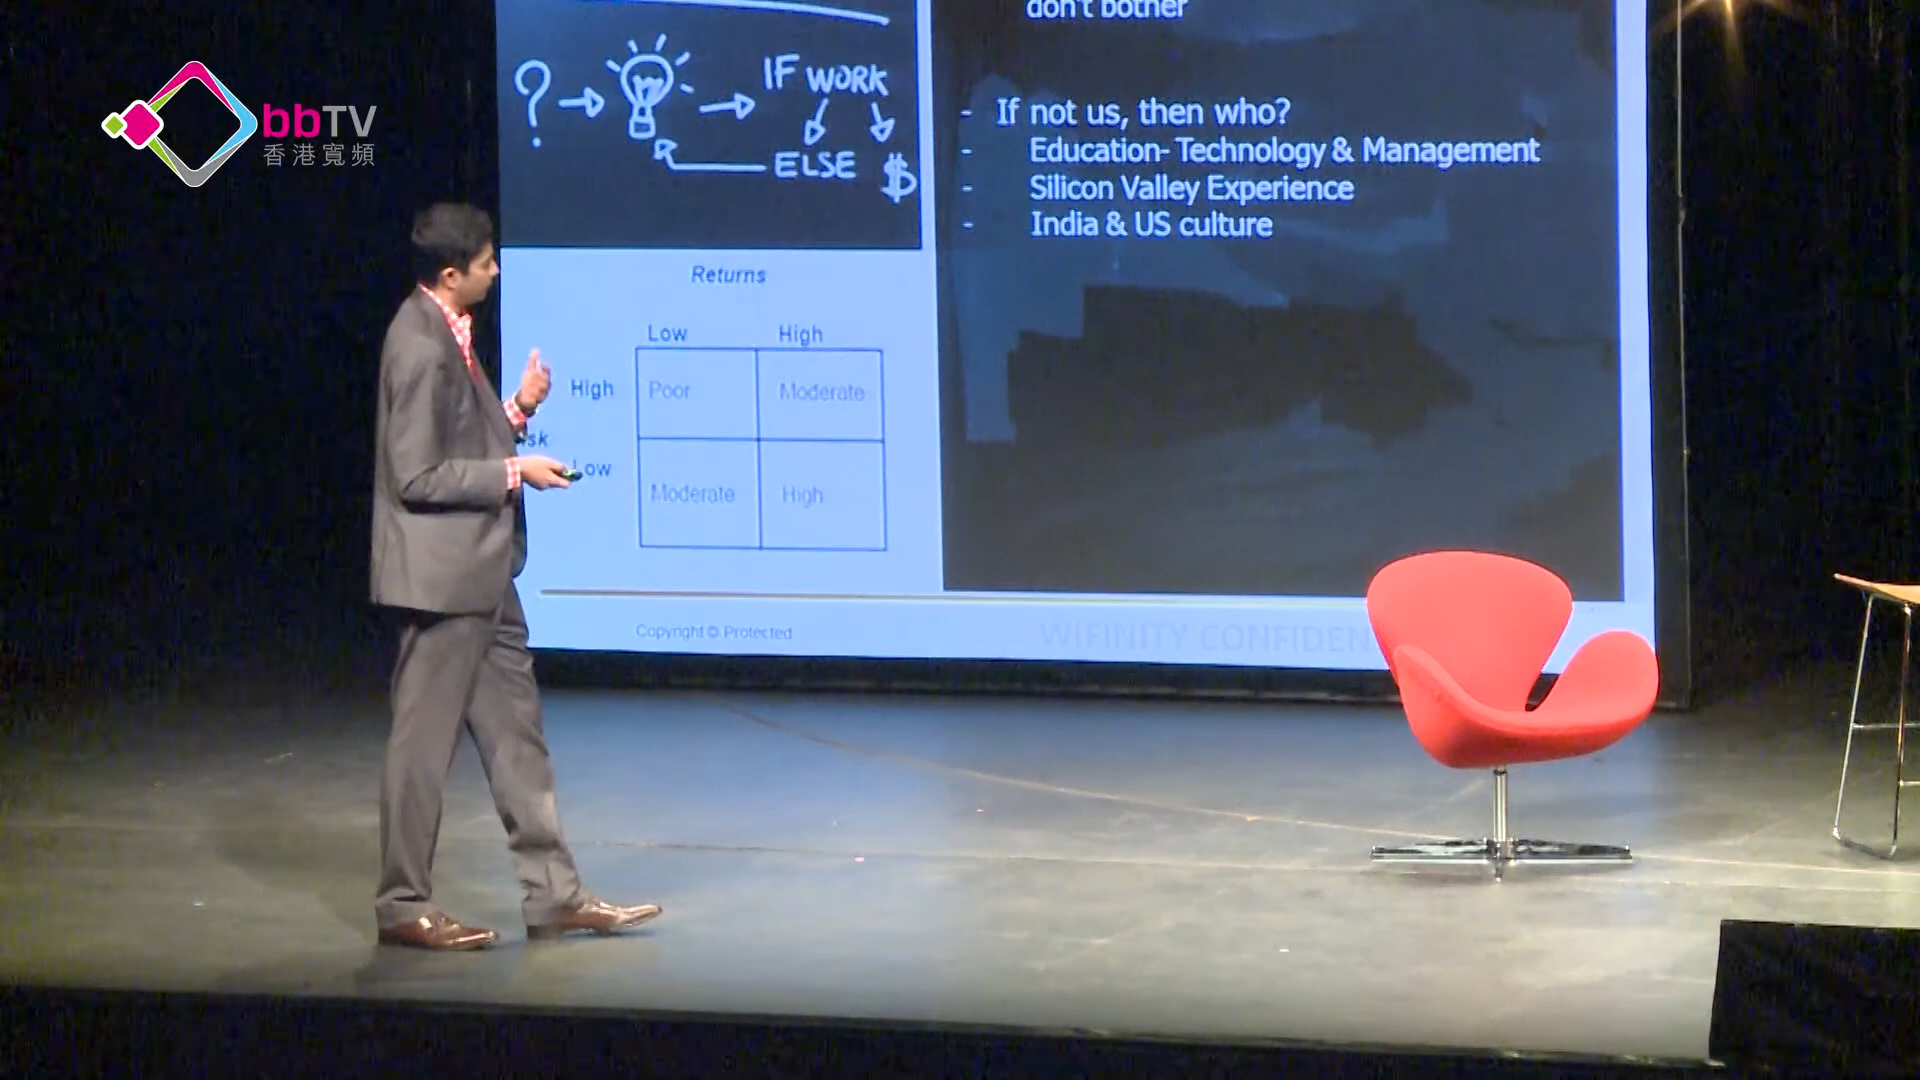 bbTV
香港寬頻
don't bother
? → → IF WORK
ELSE $
- If not us, then who?
- Education- Technology & Management
- Silicon Valley Experience
- India & US culture
Returns
Low High
High Poor Moderate
Low Moderate High
Copyright © Protected
WIFINITY